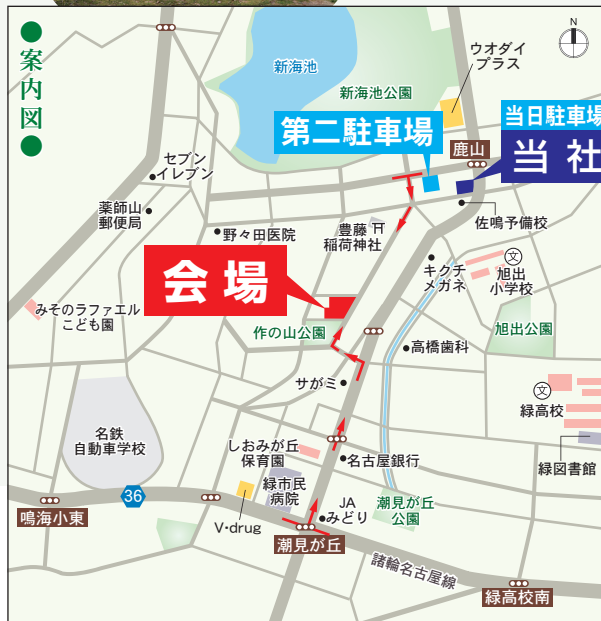 ●案内図●
N
新海池
新海池公園
ウオダイ
プラス
第二駐車場
当日駐車場
当社
鹿山
セブン
イレブン
薬師山
郵便局
野々田医院
豊藤
稲荷神社
佐鳴予備校
キクチ
メガネ
文
旭出
小学校
会場
みそのラファエル
こども園
作の山公園
旭出公園
高橋歯科
サがミ
文
緑高校
名鉄
自動車学校
しおみが丘
保育園
名古屋銀行
緑図書館
緑市民
病院
36
鳴海小東
V・drug
JA
みどり
潮見が丘
公園
潮見が丘
諸輪名古屋線
緑高校南